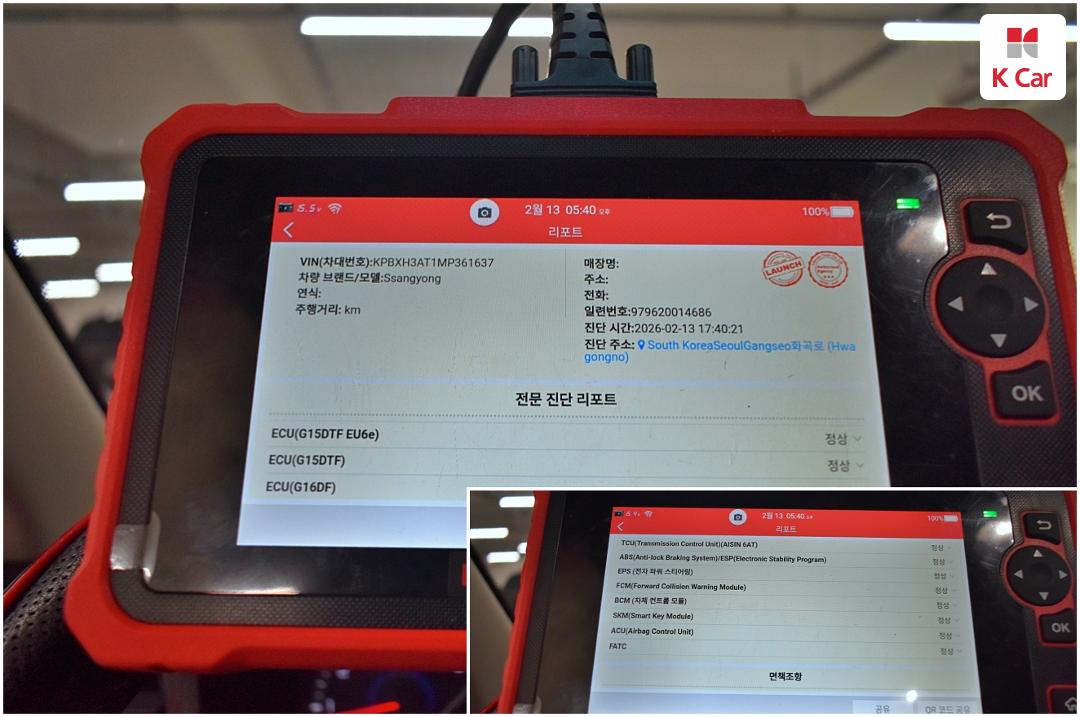 K Car
2월 13 05:40 오후
100%
리포트
VIN(차대번호):KPBXH3AT1MP361637
차량 브랜드/모델:Ssangyong
연식:
주행거리: km
매장명:
주소:
전화:
일련번호:979620014686
진단 시간:2026-02-13 17:40:21
진단 주소: South KoreaSeoulGangseo화곡로 (Hwa
gongno)
LAUNCH
전문 진단 리포트
ECU(G15DTF EU6e) 정상
ECU(G15DTF) 정상
ECU(G16DF)
OK
2월 13 05:40 오후
100%
리포트
TCU(Transmission Control Unit)(AISIN 6AT) 정상
ABS(Anti-lock Braking System)/ESP(Electronic Stability Program) 정상
EPS (전자 파워 스티어링) 정상
FCM(Forward Collision Warning Module) 정상
BCM (차체 컨트롤 모듈) 정상
SKM(Smart Key Module) 정상
ACU(Airbag Control Unit) 정상
FATC 정상
면책조항
공유
QR 코드 공유
OK